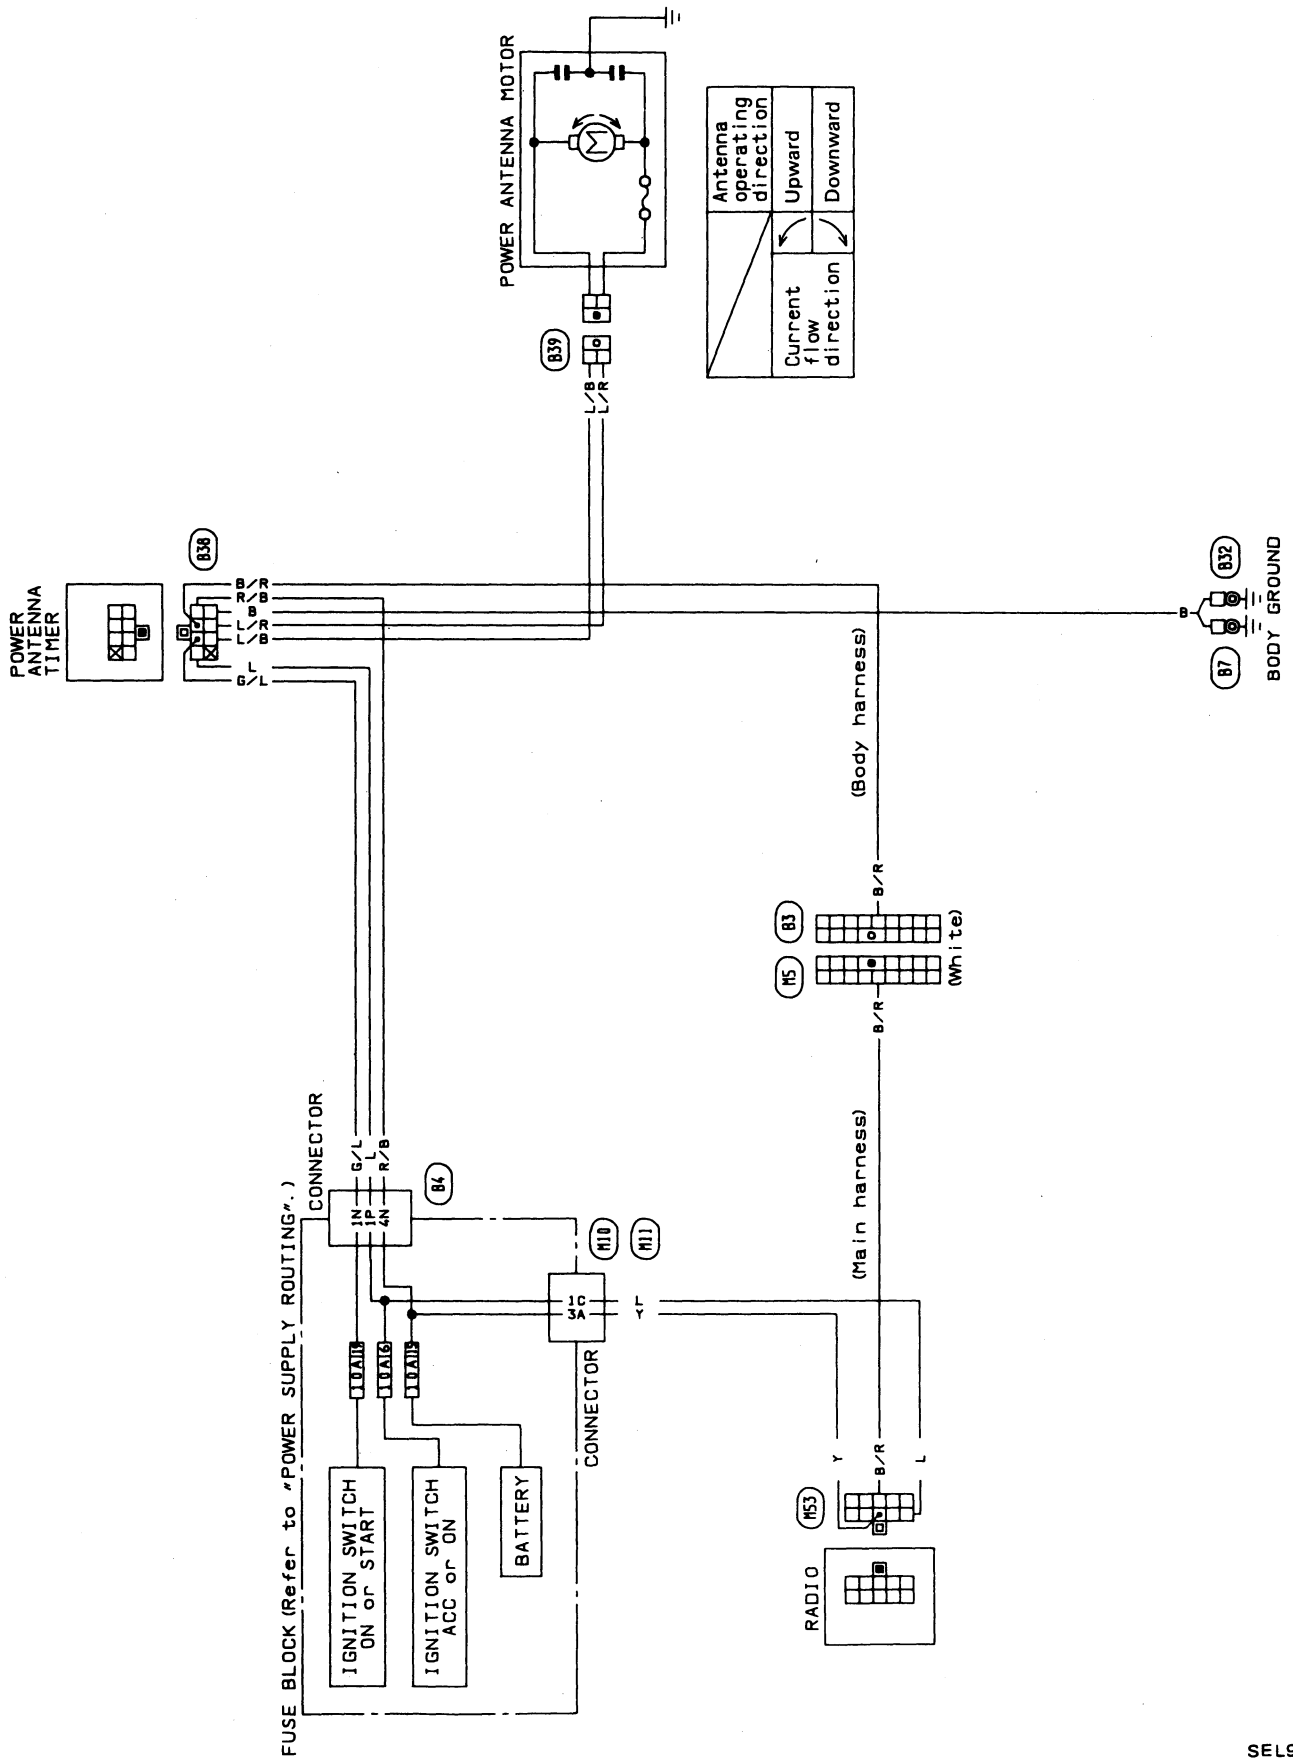 FUSE BLOCK (Refer to "POWER SUPPLY ROUTING".)
IGNITION SWITCH
ON or START
IGNITION SWITCH
ACC or ON
BATTERY
10A
10A 6
10A
CONNECTOR
1N
1P
4N
G/L
L
R/B
B4
1C
3A
CONNECTOR
M10
M11
L
Y
RADIO
M53
Y
B/R
L
(Main harness)
B/R
M5
B3
(White)
B/R
(Body harness)
POWER
ANTENNA
TIMER
B38
B/R
R/B
B
L/R
L/B
L
G/L
B
B7
B32
BODY GROUND
L/B
L/R
B39
POWER ANTENNA MOTOR
M
Antenna
operating
direction
Current
flow
direction
Upward
Downward